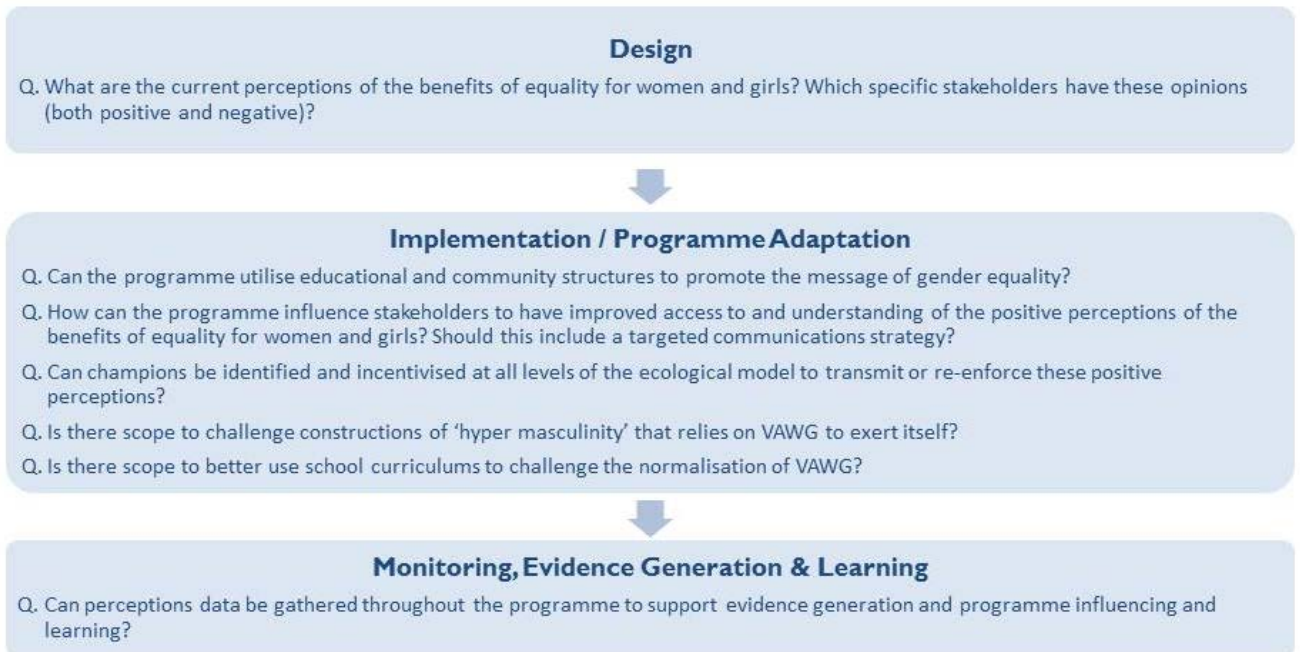 Design
Q. What are the current perceptions of the benefits of equality for women and girls? Which specific stakeholders have these opinions
(both positive and negative)?
Implementation / Programme Adaptation
Q. Can the programme utilise educational and community structures to promote the message of gender equality?
Q. How can the programme influence stakeholders to have improved access to and understanding of the positive perceptions of the
benefits of equality for women and girls? Should this include a targeted communications strategy?
Q. Can champions be identified and incentivised at all levels of the ecological model to transmit or re-enforce these positive
perceptions?
Q. Is there scope to challenge constructions of ‘hyper masculinity’ that relies on VAWG to exert itself?
Q. Is there scope to better use school curriculums to challenge the normalisation of VAWG?
Monitoring, Evidence Generation & Learning
Q. Can perceptions data be gathered throughout the programme to support evidence generation and programme influencing and
learning?